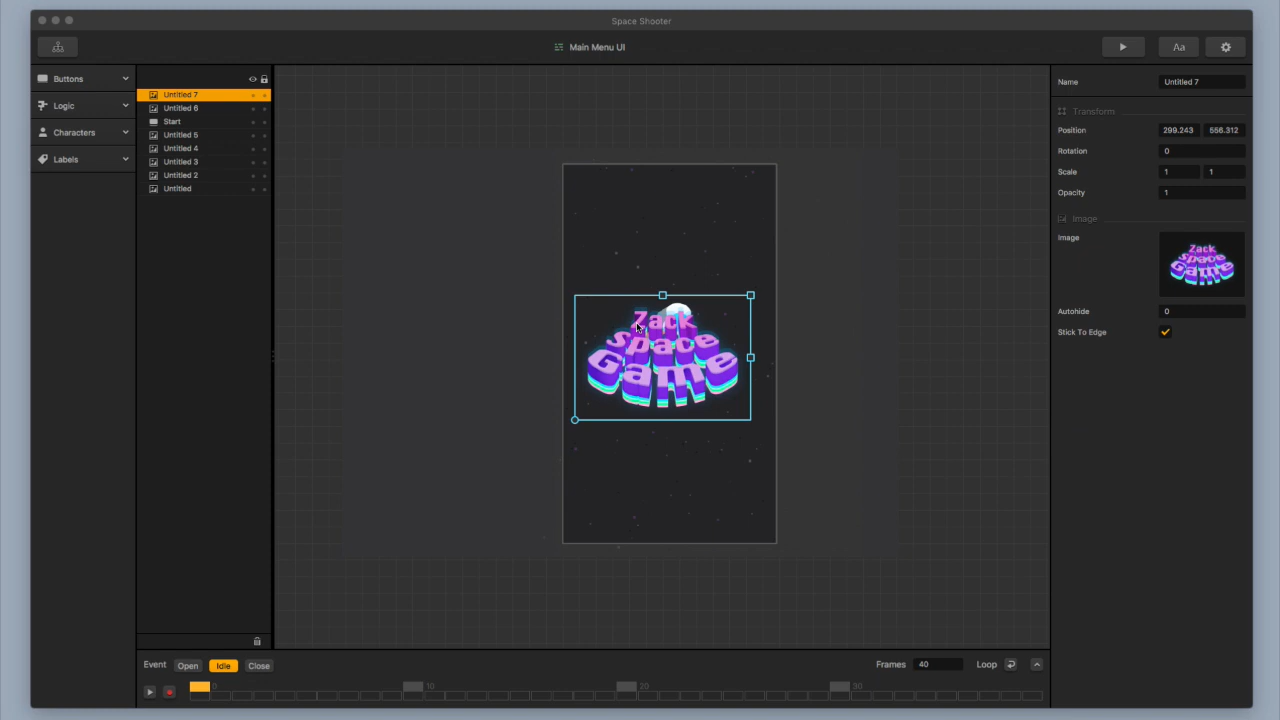 Space Shooter
Main Menu UI
Aa
Buttons
Logic
Characters
Labels
Untitled 7
Untitled 6
Start
Untitled 5
Untitled 4
Untitled 3
Untitled 2
Untitled
Zack
Space
Game
Name Untitled 7
Transform
Position 299.243 556.312
Rotation 0
Scale 1 1
Opacity 1
Image
Image
Zack
Space
Game
Autohide 0
Stick To Edge
Event Open Idle Close
Frames 40 Loop
0 10 20 30